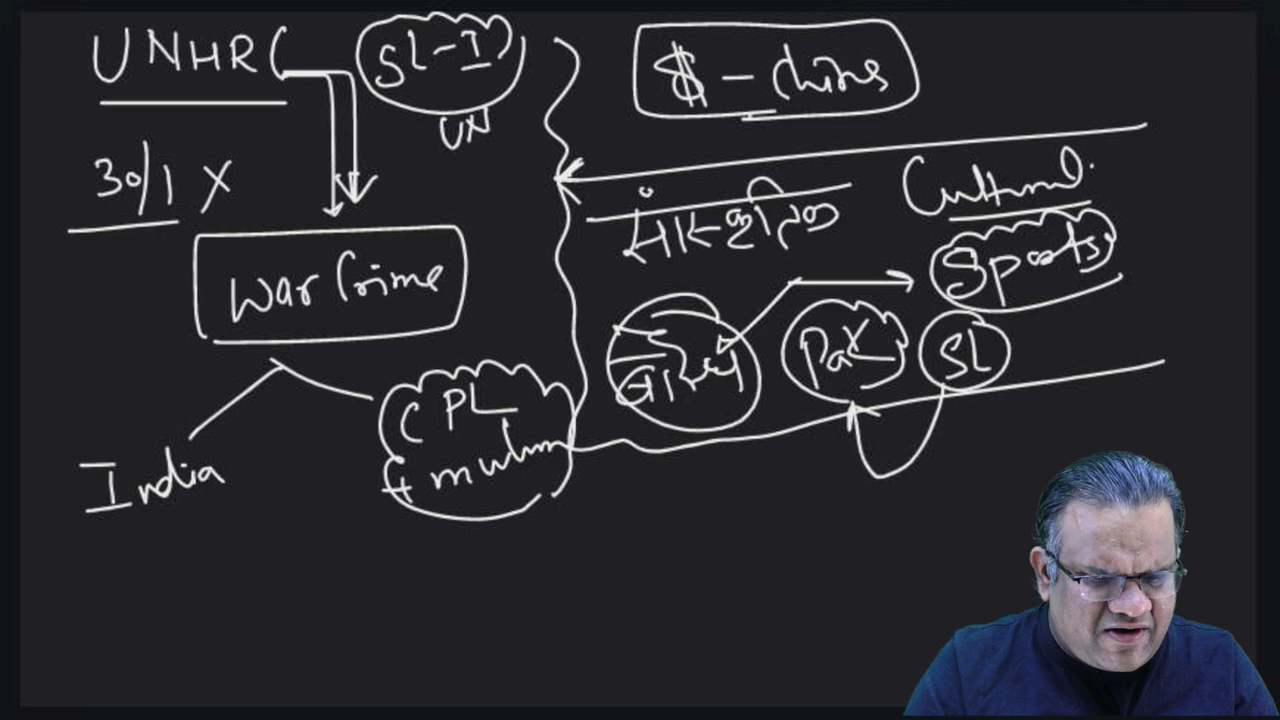 UNHRC
SL-I
UN
30/1 X
War Crime
India
CPL
$ - China
सांस्कृतिक
Cultural
Sports
Pak
SL